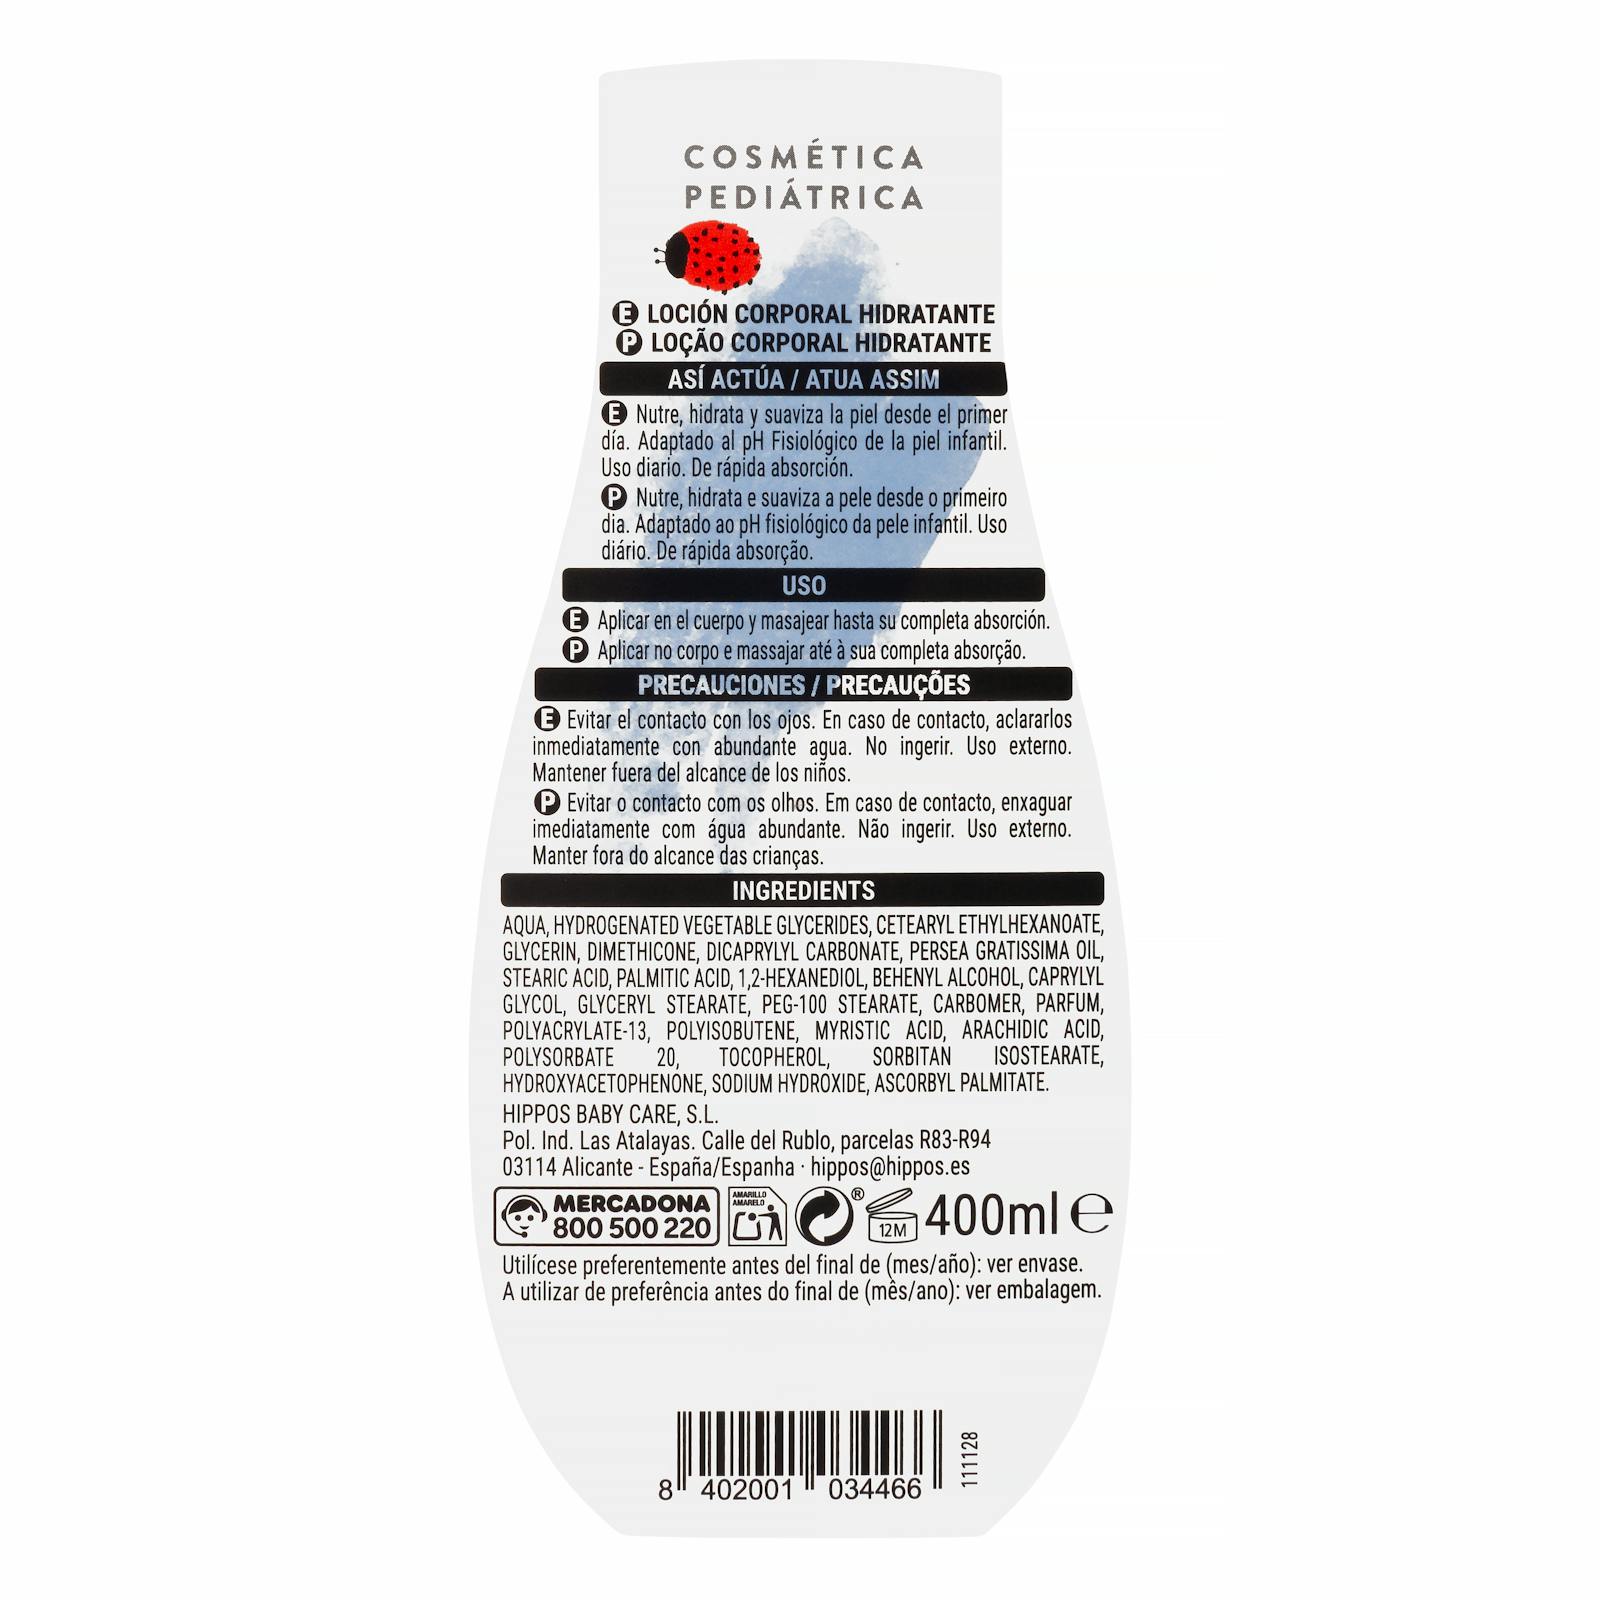 COSMÉTICA
PEDIÁTRICA
E LOCIÓN CORPORAL HIDRATANTE
P LOÇÃO CORPORAL HIDRATANTE
ASÍ ACTÚA / ATUA ASSIM
E Nutre, hidrata y suaviza la piel desde el primer
día. Adaptado al pH Fisiológico de la piel infantil.
Uso diario. De rápida absorción.
P Nutre, hidrata e suaviza a pele desde o primeiro
dia. Adaptado ao pH fisiológico da pele infantil. Uso
diário. De rápida absorção.
USO
E Aplicar en el cuerpo y masajear hasta su completa absorción.
P Aplicar no corpo e massajar até à sua completa absorção.
PRECAUCIONES / PRECAUÇÕES
E Evitar el contacto con los ojos. En caso de contacto, aclararlos
inmediatamente con abundante agua. No ingerir. Uso externo.
Mantener fuera del alcance de los niños.
P Evitar o contacto com os olhos. Em caso de contacto, enxaguar
imediatamente com água abundante. Não ingerir. Uso externo.
Manter fora do alcance das crianças.
INGREDIENTS
AQUA, HYDROGENATED VEGETABLE GLYCERIDES, CETEARYL ETHYLHEXANOATE,
GLYCERIN, DIMETHICONE, DICAPRYLYL CARBONATE, PERSEA GRATISSIMA OIL,
STEARIC ACID, PALMITIC ACID, 1,2-HEXANEDIOL, BEHENYL ALCOHOL, CAPRYLYL
GLYCOL, GLYCERYL STEARATE, PEG-100 STEARATE, CARBOMER, PARFUM,
POLYACRYLATE-13, POLYISOBUTENE, MYRISTIC ACID, ARACHIDIC ACID,
POLYSORBATE 20, TOCOPHEROL, SORBITAN ISOSTEARATE,
HYDROXYACETOPHENONE, SODIUM HYDROXIDE, ASCORBYL PALMITATE.
HIPPOS BABY CARE, S.L.
Pol. Ind. Las Atalayas. Calle del Rublo, parcelas R83-R94
03114 Alicante - España/Espanha · hippos@hippos.es
MERCADONA
800 500 220
AMARILLO
AMARELO
®
12M
400ml e
Utilícese preferentemente antes del final de (mes/año): ver envase.
A utilizar de preferência antes do final de (mês/ano): ver embalagem.
8 402001 034466
111128